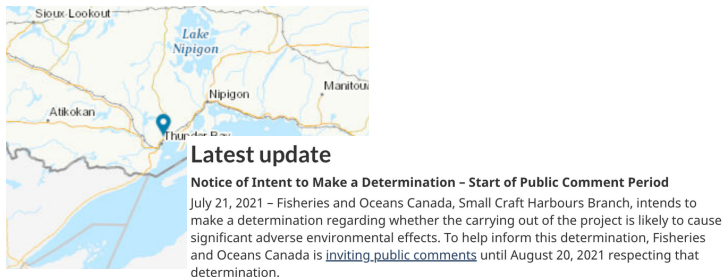 Sioux Lookout
Lake
Nipigon
Nipigon
Manitou
Atikokan
Thunder Bay
Latest update
Notice of Intent to Make a Determination – Start of Public Comment Period
July 21, 2021 – Fisheries and Oceans Canada, Small Craft Harbours Branch, intends to
make a determination regarding whether the carrying out of the project is likely to cause
significant adverse environmental effects. To help inform this determination, Fisheries
and Oceans Canada is inviting public comments until August 20, 2021 respecting that
determination.